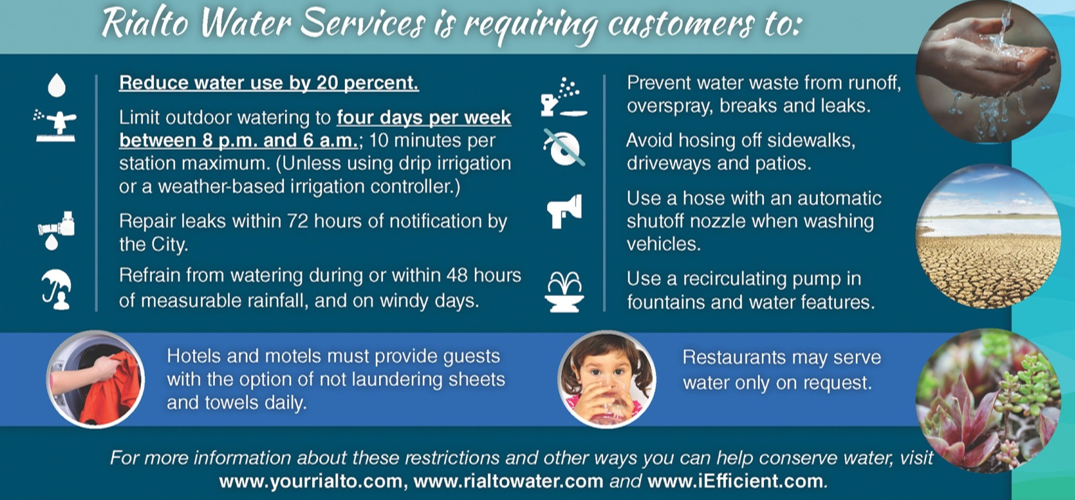 Rialto Water Services is requiring customers to:
Reduce water use by 20 percent.
Limit outdoor watering to four days per week
between 8 p.m. and 6 a.m.; 10 minutes per
station maximum. (Unless using drip irrigation
or a weather-based irrigation controller.)
Repair leaks within 72 hours of notification by
the City.
Refrain from watering during or within 48 hours
of measurable rainfall, and on windy days.
Prevent water waste from runoff,
overspray, breaks and leaks.
Avoid hosing off sidewalks,
driveways and patios.
Use a hose with an automatic
shutoff nozzle when washing
vehicles.
Use a recirculating pump in
fountains and water features.
Hotels and motels must provide guests
with the option of not laundering sheets
and towels daily.
Restaurants may serve
water only on request.
For more information about these restrictions and other ways you can help conserve water, visit
www.yourrialto.com, www.rialtowater.com and www.iEfficient.com.